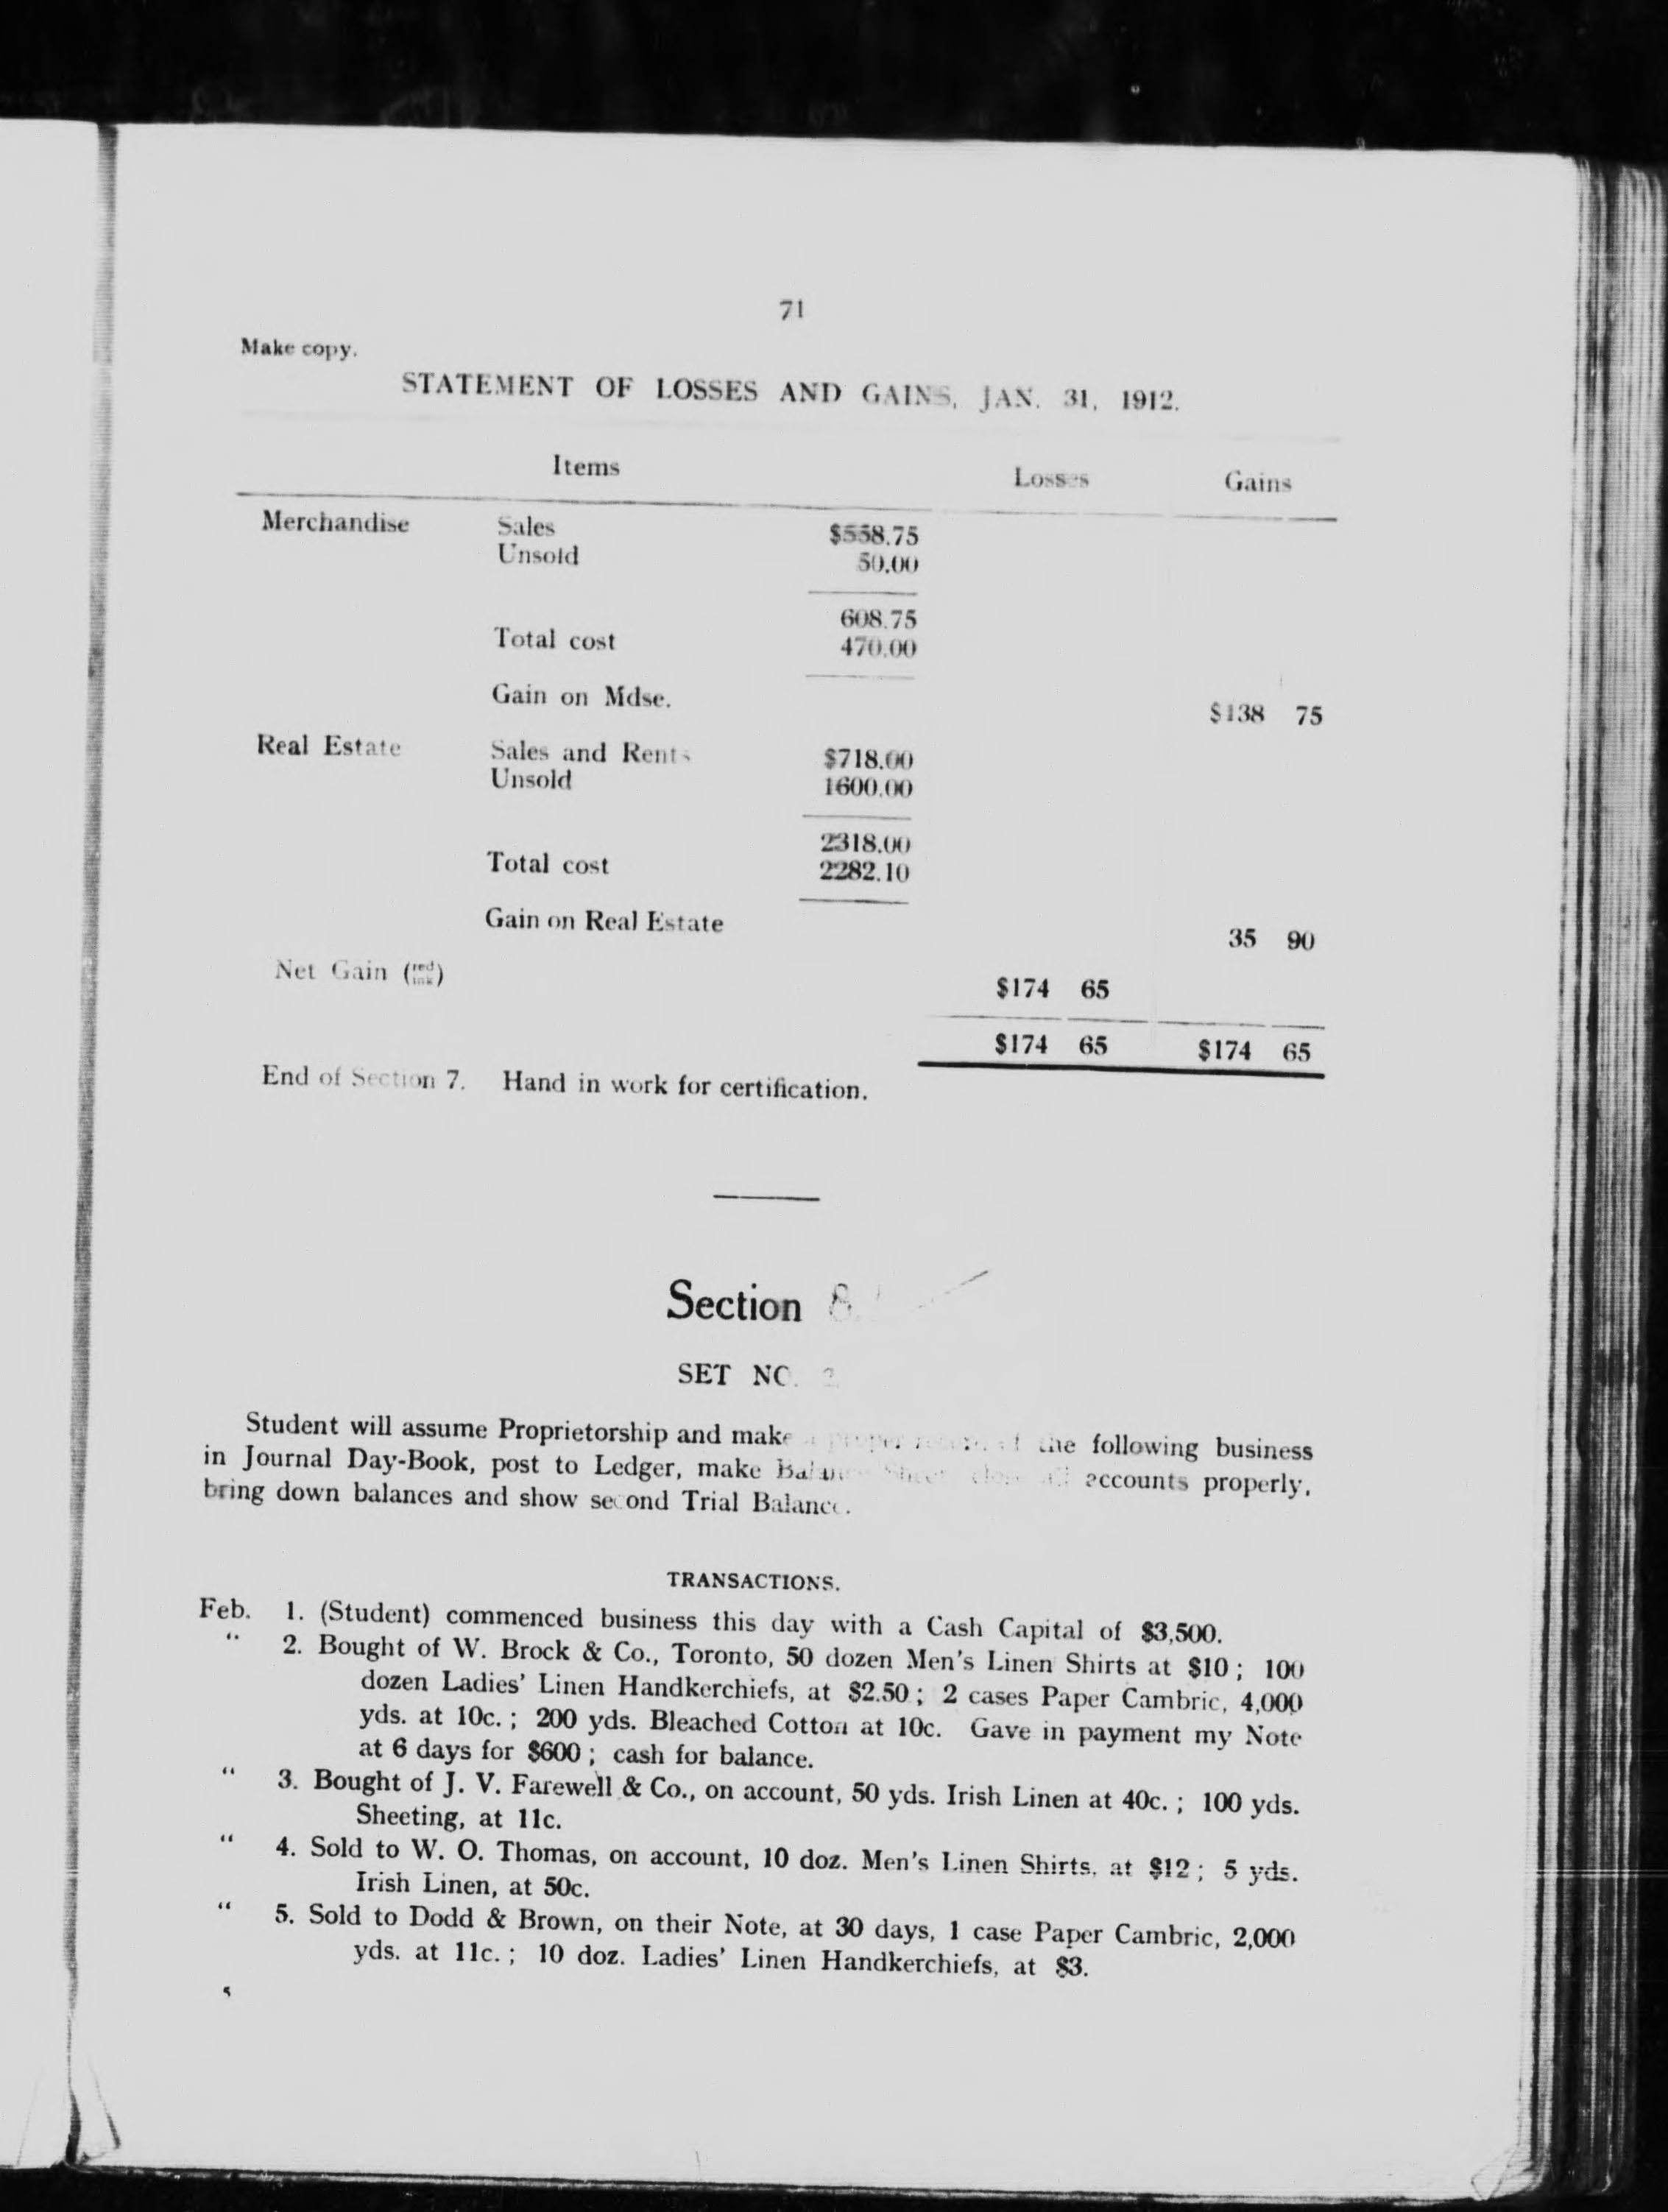 71
Make copy.
STATEMENT OF LOSSES AND GAINS, JAN. 31, 1912.
Items Losses Gains
Merchandise Sales $558.75
Unsold 50.00
608.75
Total cost 470.00
Gain on Mdse. $138 75
Real Estate Sales and Rents $718.00
Unsold 1600.00
2318.00
Total cost 2282.10
Gain on Real Estate 35 90
Net Gain (red ink) $174 65
$174 65 $174 65
End of Section 7. Hand in work for certification.
Section 8.
SET NO. 2
Student will assume Proprietorship and make a proper record of the following business
in Journal Day-Book, post to Ledger, make Balance Sheet, close all accounts properly,
bring down balances and show second Trial Balance.
TRANSACTIONS.
Feb. 1. (Student) commenced business this day with a Cash Capital of $3,500.
" 2. Bought of W. Brock & Co., Toronto, 50 dozen Men's Linen Shirts at $10; 100
dozen Ladies' Linen Handkerchiefs, at $2.50; 2 cases Paper Cambric, 4,000
yds. at 10c.; 200 yds. Bleached Cotton at 10c. Gave in payment my Note
at 6 days for $600; cash for balance.
" 3. Bought of J. V. Farewell & Co., on account, 50 yds. Irish Linen at 40c.; 100 yds.
Sheeting, at 11c.
" 4. Sold to W. O. Thomas, on account, 10 doz. Men's Linen Shirts, at $12; 5 yds.
Irish Linen, at 50c.
" 5. Sold to Dodd & Brown, on their Note, at 30 days, 1 case Paper Cambric, 2,000
yds. at 11c.; 10 doz. Ladies' Linen Handkerchiefs, at $3.